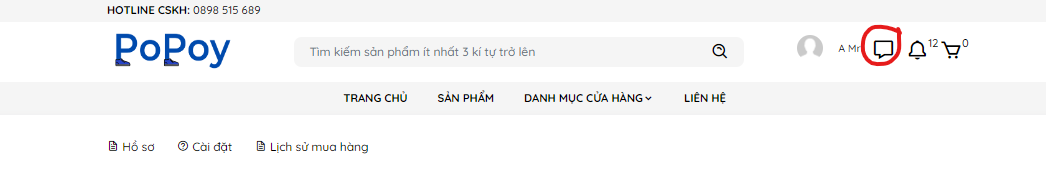 HOTLINE CSKH: 0898 515 689
PoPoy
Tìm kiếm sản phẩm ít nhất 3 kí tự trở lên
A Mr
12
0
TRANG CHỦ SẢN PHẨM DANH MỤC CỬA HÀNG LIÊN HỆ
Hồ sơ Cài đặt Lịch sử mua hàng